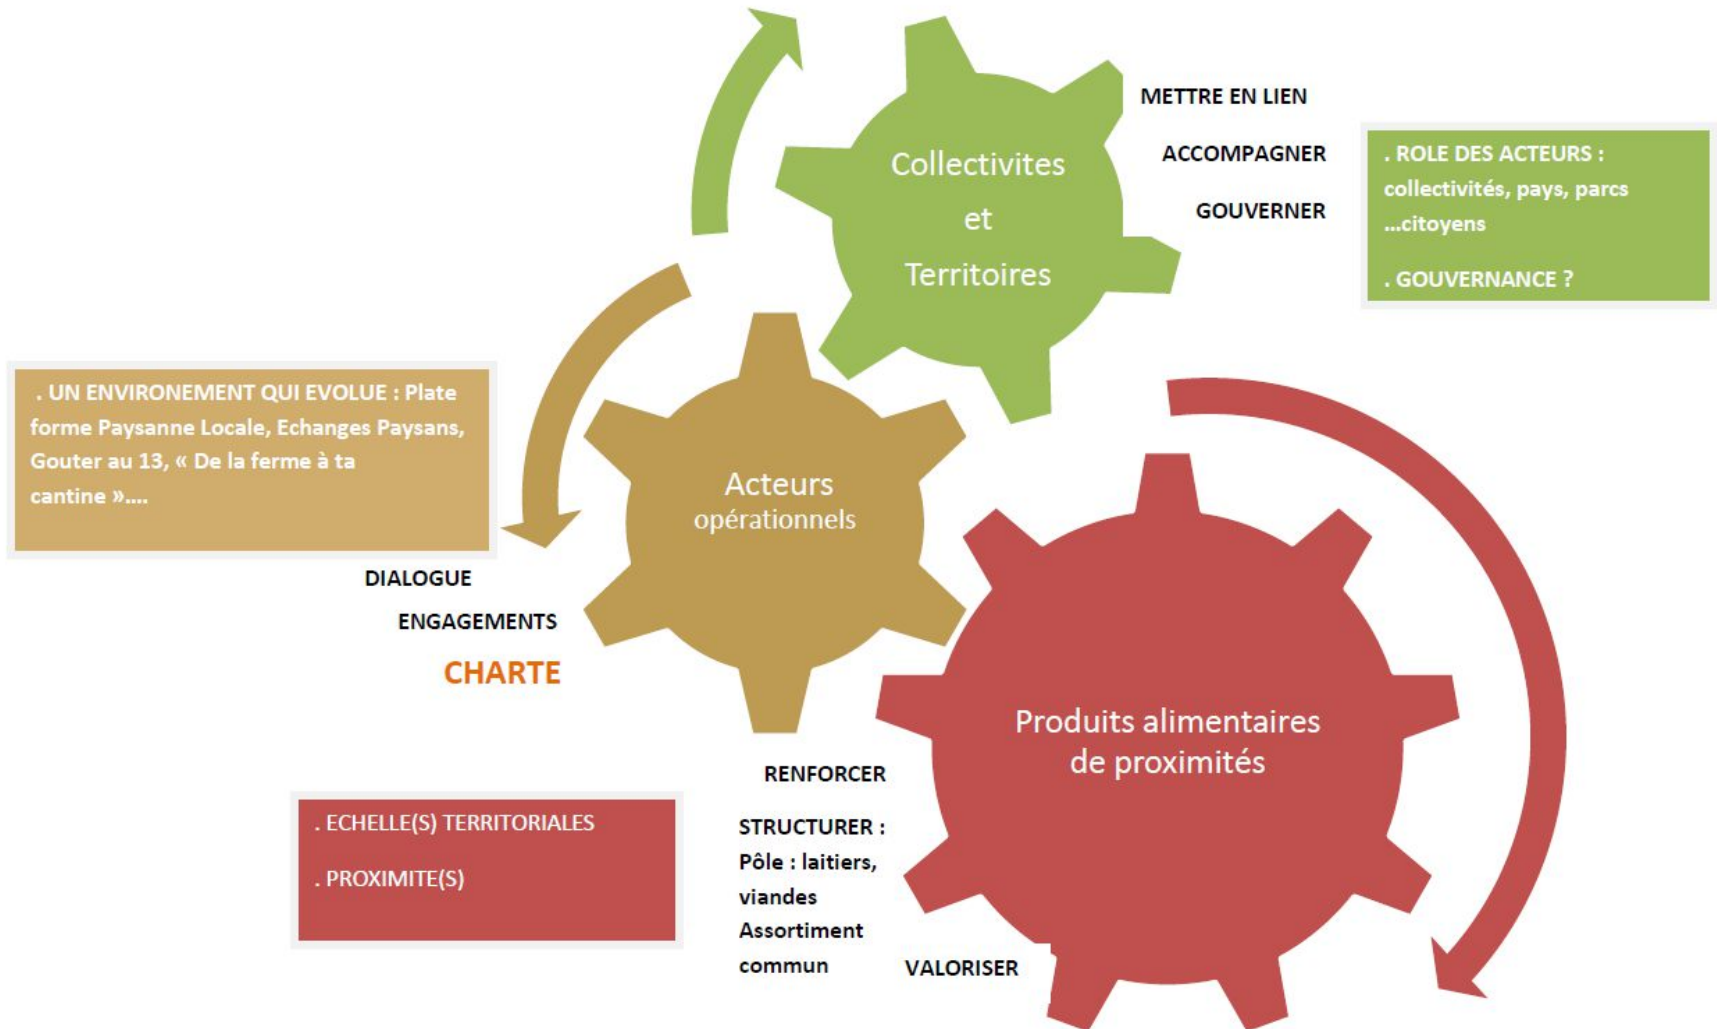 METTRE EN LIEN
ACCOMPAGNER
GOUVERNER
Collectivites
et
Territoires
. ROLE DES ACTEURS :
collectivités, pays, parcs
...citoyens
. GOUVERNANCE ?
. UN ENVIRONEMENT QUI EVOLUE : Plate
forme Paysanne Locale, Echanges Paysans,
Gouter au 13, « De la ferme à ta
cantine »....
Acteurs
opérationnels
DIALOGUE
ENGAGEMENTS
CHARTE
Produits alimentaires
de proximités
RENFORCER
STRUCTURER :
Pôle : laitiers,
viandes
Assortiment
commun
VALORISER
. ECHELLE(S) TERRITORIALES
. PROXIMITE(S)